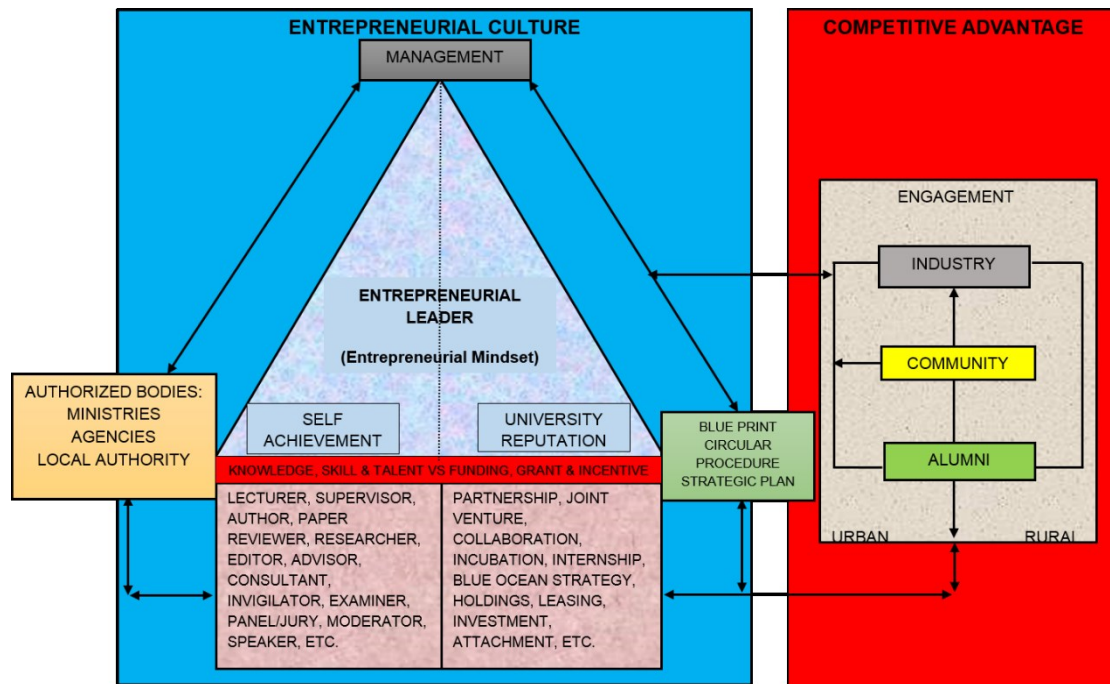 ENTREPRENEURIAL CULTURE
MANAGEMENT
ENTREPRENEURIAL
LEADER
(Entrepreneurial Mindset)
SELF
ACHIEVEMENT
UNIVERSITY
REPUTATION
AUTHORIZED BODIES:
MINISTRIES
AGENCIES
LOCAL AUTHORITY
BLUE PRINT
CIRCULAR
PROCEDURE
STRATEGIC PLAN
KNOWLEDGE, SKILL & TALENT VS FUNDING, GRANT & INCENTIVE
LECTURER, SUPERVISOR,
AUTHOR, PAPER
REVIEWER, RESEARCHER,
EDITOR, ADVISOR,
CONSULTANT,
INVIGILATOR, EXAMINER,
PANEL/JURY, MODERATOR,
SPEAKER, ETC.
PARTNERSHIP, JOINT
VENTURE,
COLLABORATION,
INCUBATION, INTERNSHIP,
BLUE OCEAN STRATEGY,
HOLDINGS, LEASING,
INVESTMENT,
ATTACHMENT, ETC.
COMPETITIVE ADVANTAGE
ENGAGEMENT
INDUSTRY
COMMUNITY
ALUMNI
URBAN
RURAL